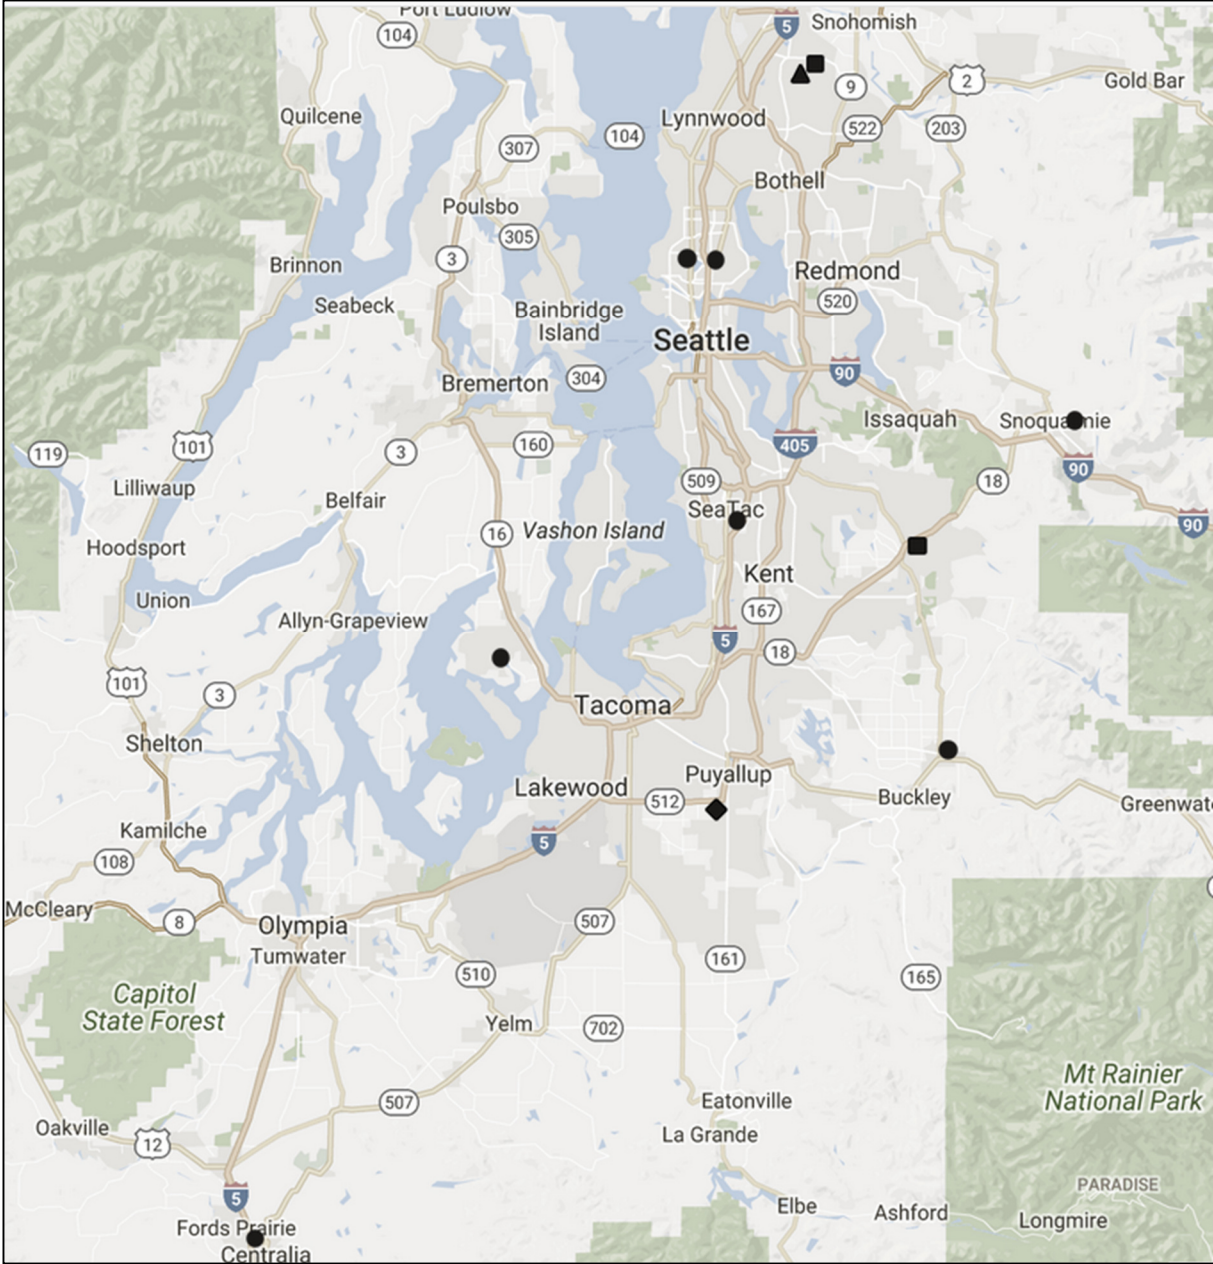 Port Ludlow
5
Snohomish
104
9
2
Gold Bar
Quilcene
Lynnwood
522
203
307
104
Bothell
Poulsbo
305
3
Brinnon
Redmond
520
Seabeck
Bainbridge
Island
Seattle
304
90
Bremerton
Issaquah
Snoqualmie
119
101
3
160
405
90
509
18
Lilliwaup
Belfair
SeaTac
90
16
Vashon Island
Hoodsport
Kent
Union
Allyn-Grapeview
167
5
18
101
3
Tacoma
Shelton
Puyallup
Lakewood
512
Buckley
Greenwate
Kamilche
5
108
McCleary
8
Olympia
507
Tumwater
161
510
165
Capitol
State Forest
Yelm
702
Mt Rainier
National Park
507
Eatonville
Oakville
12
La Grande
PARADISE
5
Elbe
Ashford
Longmire
Fords Prairie
Centralia